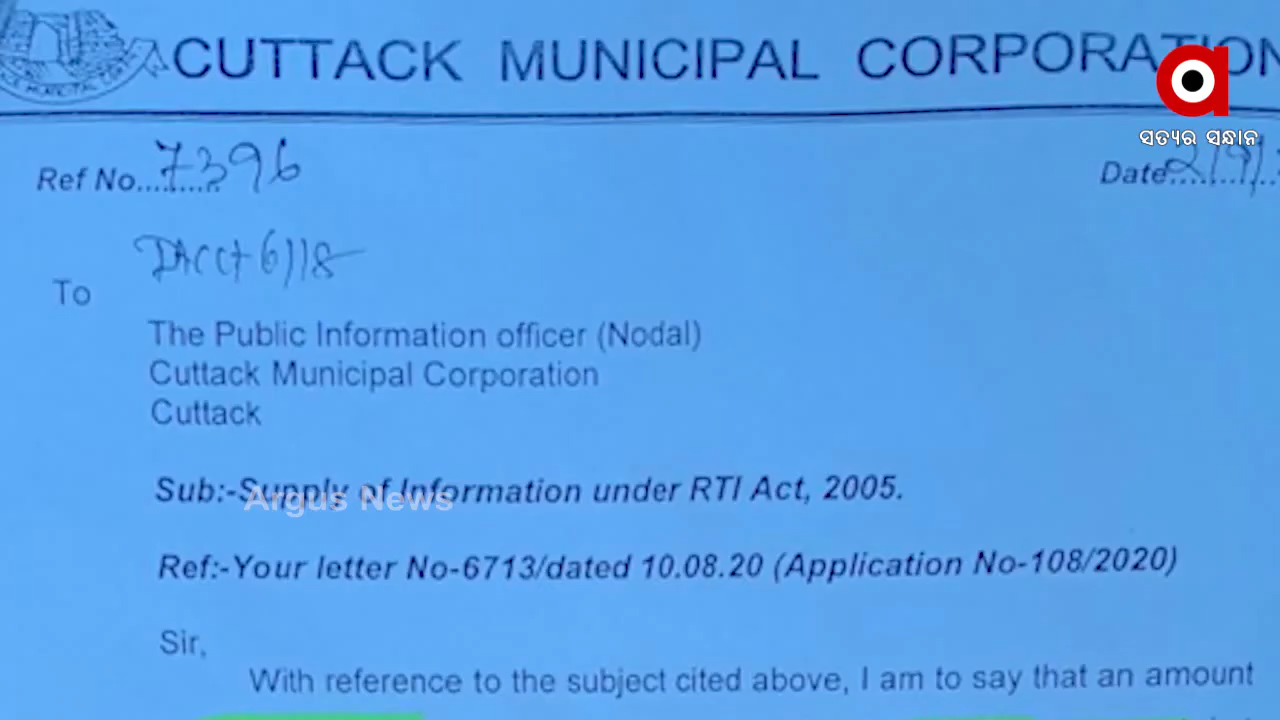 CUTTACK MUNICIPAL CORPORATION
ସତ୍ୟର ସନ୍ଧାନ
Ref No.......... 7396
Date
To
The Public Information officer (Nodal)
Cuttack Municipal Corporation
Cuttack
Sub:-Supply of Information under RTI Act, 2005.
Argus News
Ref:-Your letter No-6713/dated 10.08.20 (Application No-108/2020)
Sir,
With reference to the subject cited above, I am to say that an amount